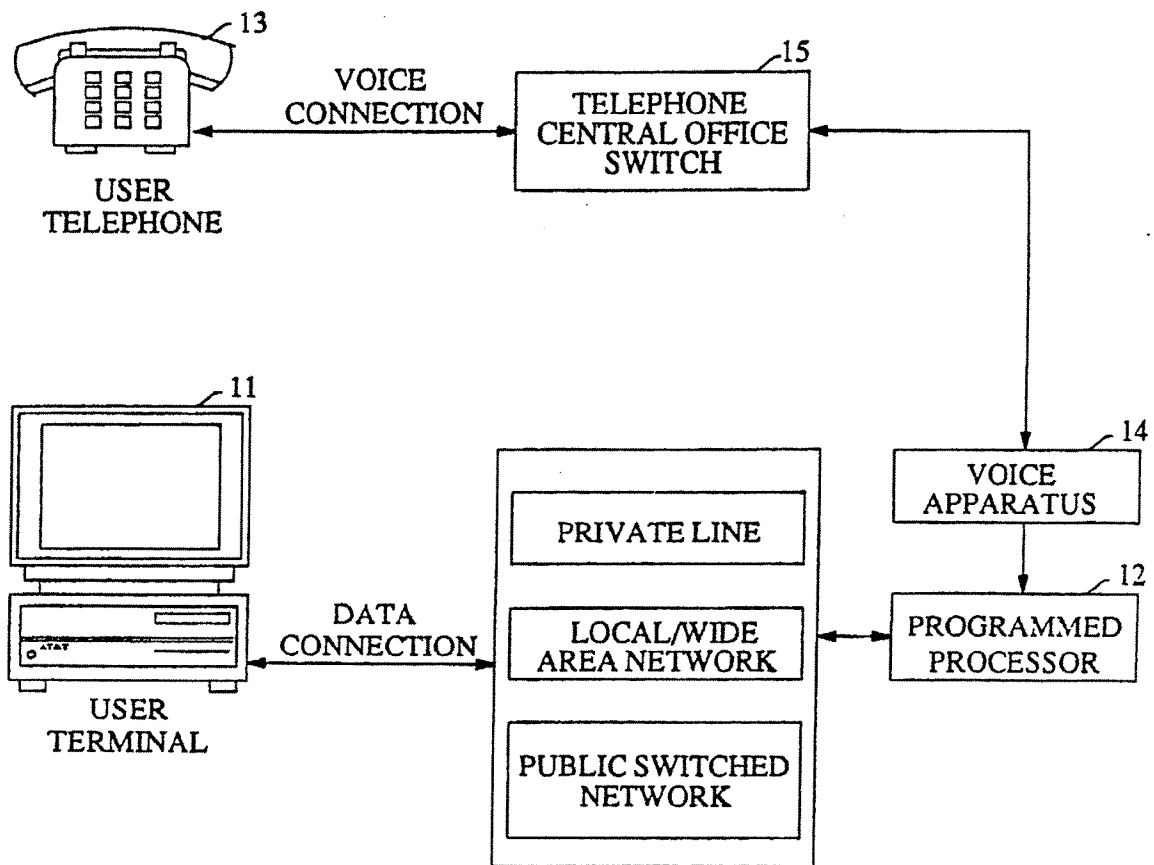 13
15
VOICE
CONNECTION
TELEPHONE
CENTRAL OFFICE
SWITCH
USER
TELEPHONE
11
14
VOICE
APPARATUS
PRIVATE LINE
12
AT&T
DATA
CONNECTION
LOCAL/WIDE
AREA NETWORK
PROGRAMMED
PROCESSOR
USER
TERMINAL
PUBLIC SWITCHED
NETWORK